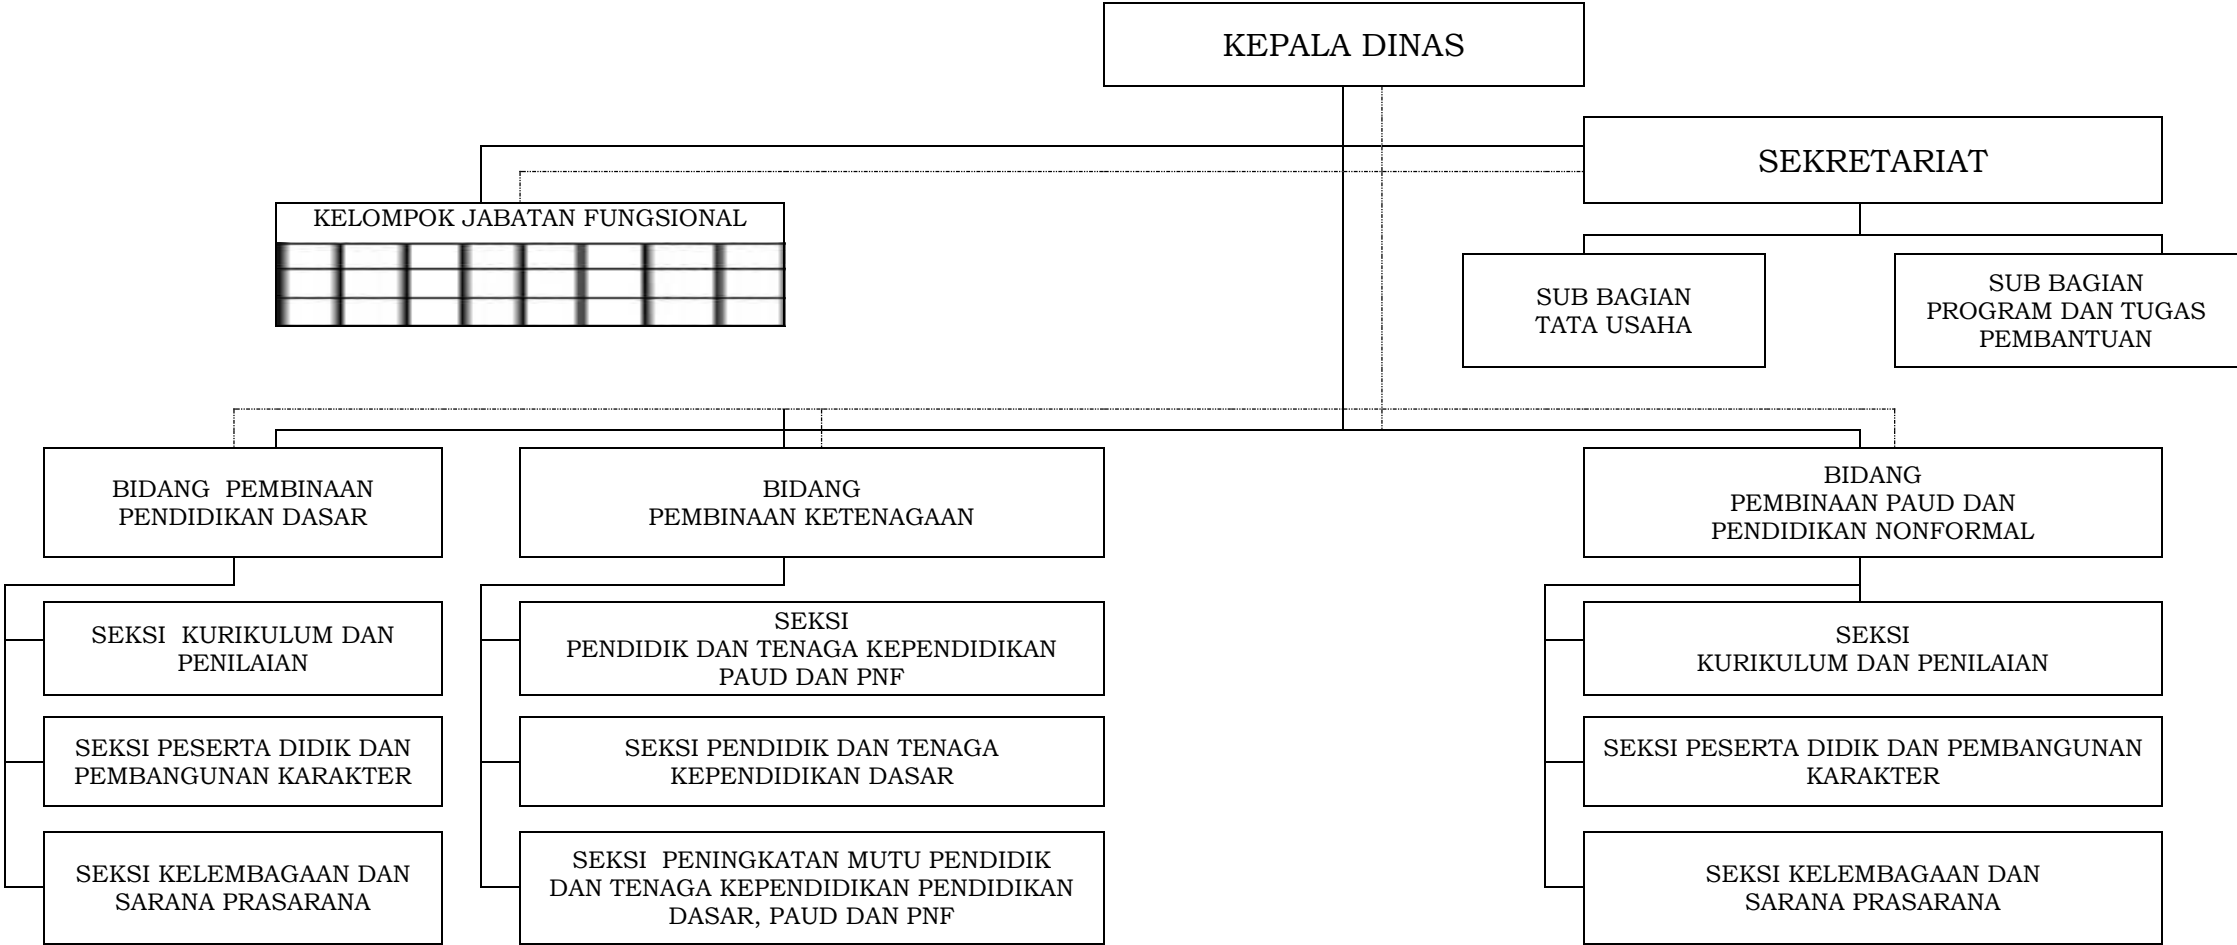 KEPALA DINAS
SEKRETARIAT
KELOMPOK JABATAN FUNGSIONAL
SUB BAGIAN
TATA USAHA
SUB BAGIAN
PROGRAM DAN TUGAS
PEMBANTUAN
BIDANG PEMBINAAN
PENDIDIKAN DASAR
BIDANG
PEMBINAAN KETENAGAAN
BIDANG
PEMBINAAN PAUD DAN
PENDIDIKAN NONFORMAL
SEKSI KURIKULUM DAN
PENILAIAN
SEKSI
PENDIDIK DAN TENAGA KEPENDIDIKAN
PAUD DAN PNF
SEKSI
KURIKULUM DAN PENILAIAN
SEKSI PESERTA DIDIK DAN
PEMBANGUNAN KARAKTER
SEKSI PENDIDIK DAN TENAGA
KEPENDIDIKAN DASAR
SEKSI PESERTA DIDIK DAN PEMBANGUNAN
KARAKTER
SEKSI KELEMBAGAAN DAN
SARANA PRASARANA
SEKSI PENINGKATAN MUTU PENDIDIK
DAN TENAGA KEPENDIDIKAN PENDIDIKAN
DASAR, PAUD DAN PNF
SEKSI KELEMBAGAAN DAN
SARANA PRASARANA